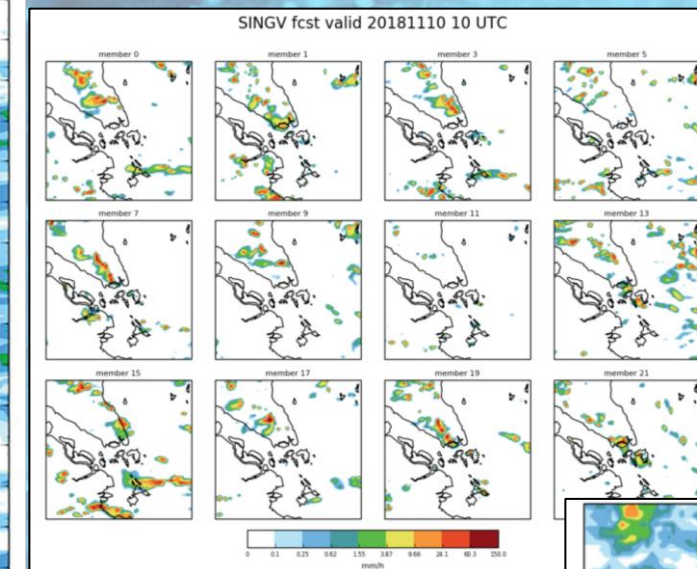 SINGV fcst valid 20181110 10 UTC
member 0 member 1 member 3 member 5
member 7 member 9 member 11 member 13
member 15 member 17 member 19 member 21
0 0.1 0.25 0.62 1.55 3.87 9.66 24.1 60.3 150.0
mm/h